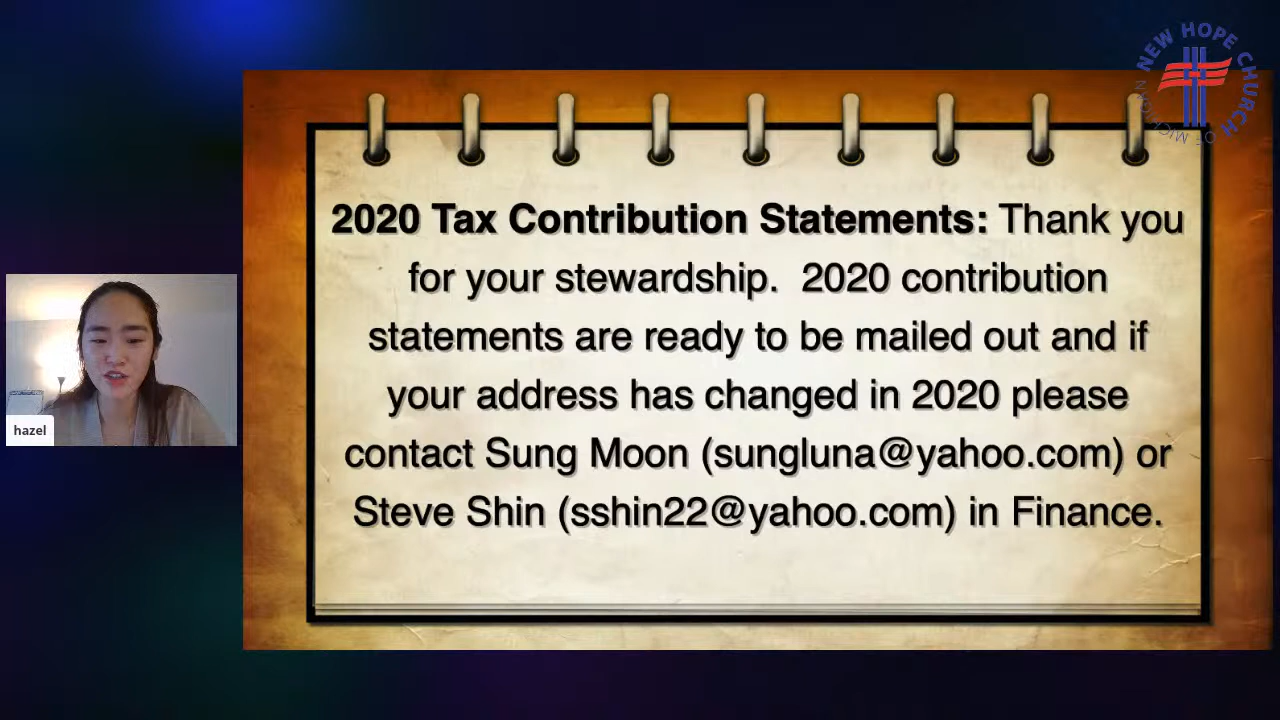 NEW HOPE CHURCH
OF MICHIGAN
2020 Tax Contribution Statements: Thank you
for your stewardship.  2020 contribution
statements are ready to be mailed out and if
your address has changed in 2020 please
contact Sung Moon (sungluna@yahoo.com) or
Steve Shin (sshin22@yahoo.com) in Finance.
hazel